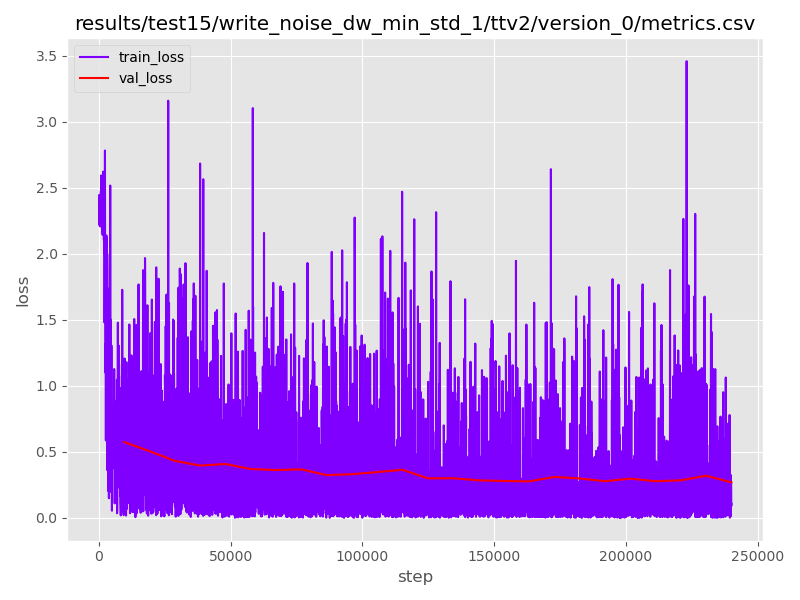 results/test15/write_noise_dw_min_std_1/ttv2/version_0/metrics.csv
train_loss
val_loss
3.5
3.0
2.5
2.0
1.5
1.0
0.5
0.0
loss
0
50000
100000
150000
200000
250000
step